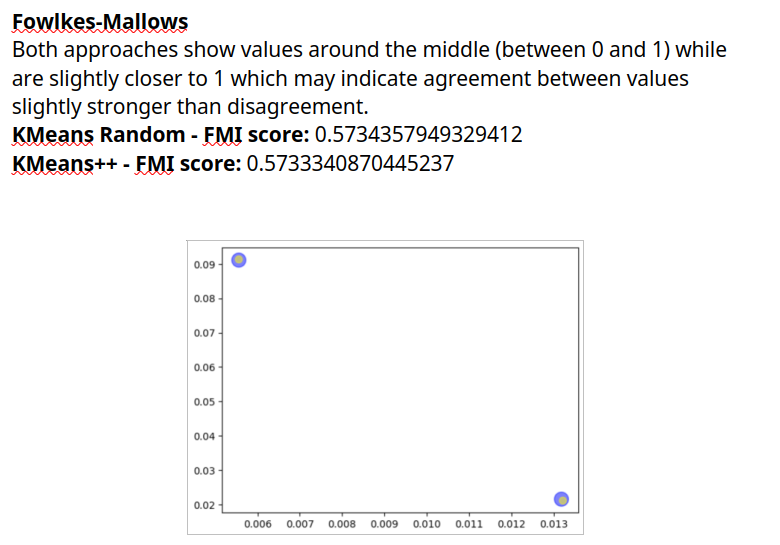 Fowlkes-Mallows
Both approaches show values around the middle (between 0 and 1) while
are slightly closer to 1 which may indicate agreement between values
slightly stronger than disagreement.
KMeans Random - FMI score: 0.5734357949329412
KMeans++ - FMI score: 0.5733340870445237
0.09
0.08
0.07
0.06
0.05
0.04
0.03
0.02
0.006 0.007 0.008 0.009 0.010 0.011 0.012 0.013